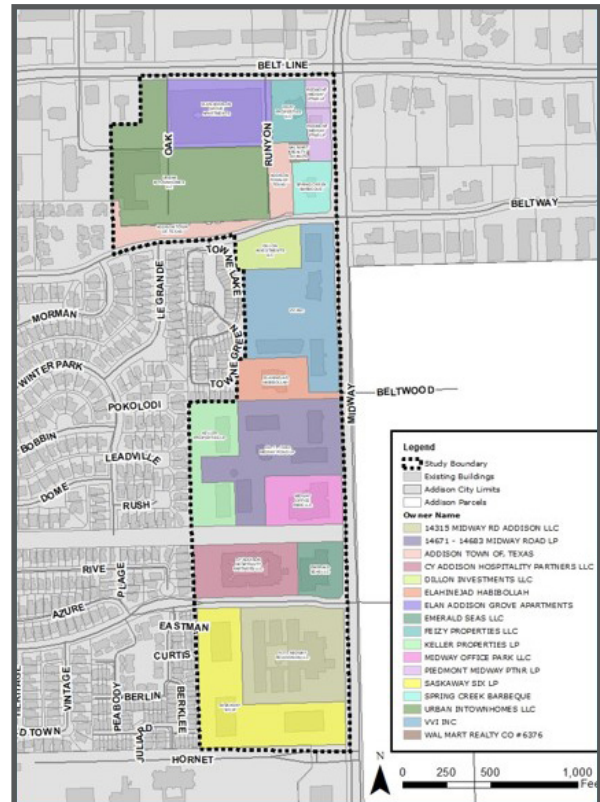 BELT LINE
OAK
RUNYON
BELTWAY
TOWNE LAKE
LE GRANDE
MORMAN
TOWNE GREEN
WINTER PARK
MIDWAY
BELTWOOD
POKOLODI
BOBBIN
LEADVILLE
DOME
RUSH
RIVE
PLAGE
AZURE
EASTMAN
CURTIS
VINTAGE
PEABODY
BERLIN
BERKLEE
JULIARD
D TOWN
HORNET
Legend
Study Boundary
Existing Buildings
Addison City Limits
Addison Parcels
Owner Name
14315 MIDWAY RD ADDISON LLC
14671 - 14683 MIDWAY ROAD LP
ADDISON TOWN OF, TEXAS
CY ADDISON HOSPITALITY PARTNERS LLC
DILLON INVESTMENTS LLC
ELAHINEJAD HABIBOLLAH
ELAN ADDISON GROVE APARTMENTS
EMERALD SEAS LLC
FEIZY PROPERTIES LLC
KELLER PROPERTIES LP
MIDWAY OFFICE PARK LLC
PIEDMONT MIDWAY PTNR LP
SASKAWAY SIX LP
SPRING CREEK BARBEQUE
URBAN INTOWNHOMES LLC
VVI INC
WAL MART REALTY CO #6376
N
0 250 500 1,000
Fee